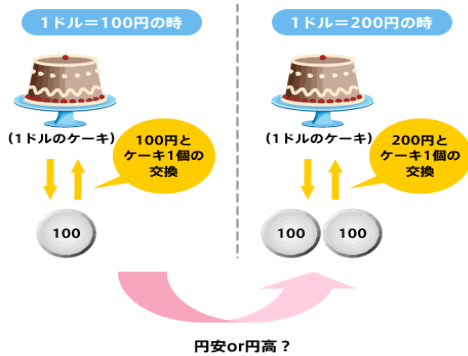 1ドル=100円の時
(1ドルのケーキ)
100円と
ケーキ1個の
交換
100
1ドル=200円の時
(1ドルのケーキ)
200円と
ケーキ1個の
交換
100 100
円安or円高？